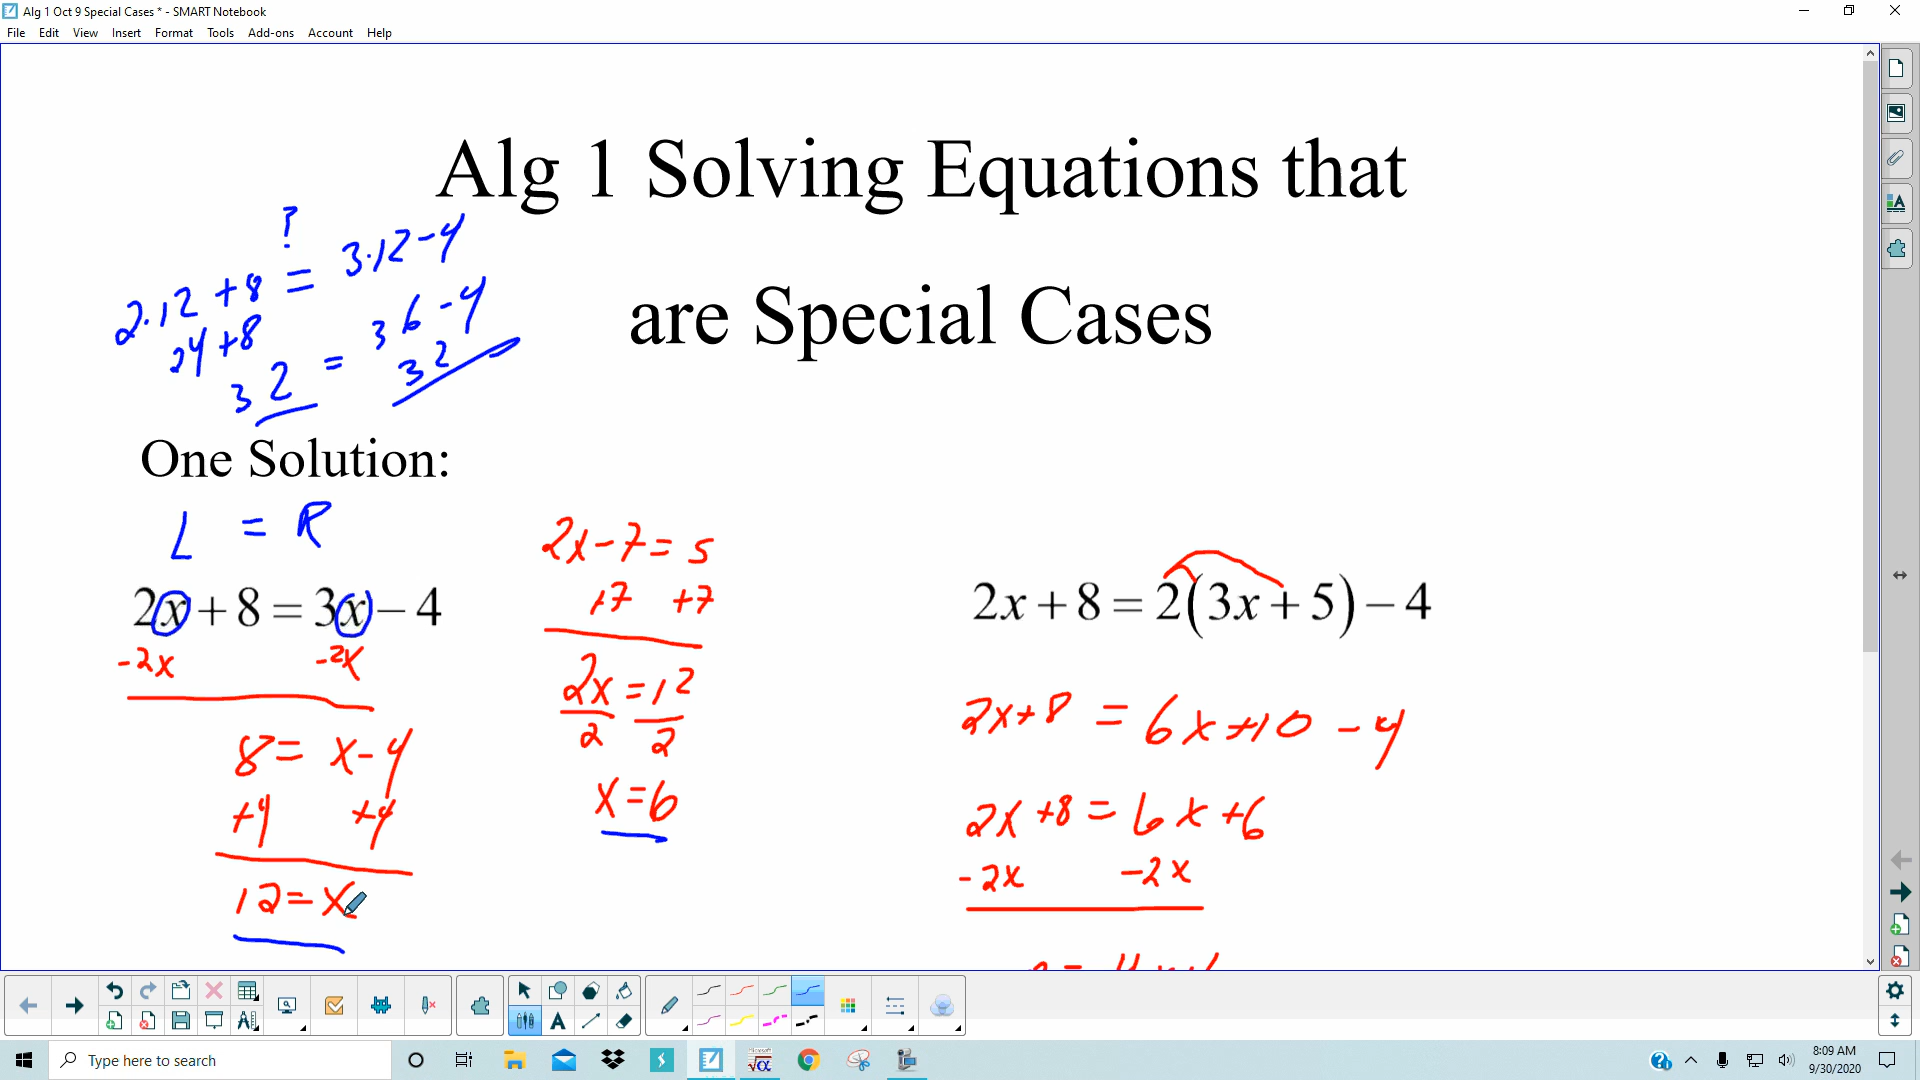 Alg 1 Oct 9 Special Cases * - SMART Notebook
File Edit View Insert Format Tools Add-ons Account Help
Alg 1 Solving Equations that
are Special Cases
?
2·12 +8 = 3·12-4
24+8 = 36-4
32 = 32
One Solution:
L = R
2x + 8 = 3x - 4
-2x -2x
8 = x-4
+4 +4
12=x
2x-7=5
+7 +7
2x=12
2 2
x=6
2x + 8 = 2(3x + 5) - 4
2x+8 = 6x+10 -4
2x +8 = 6x +6
-2x -2x
Type here to search
8:09 AM
9/30/2020